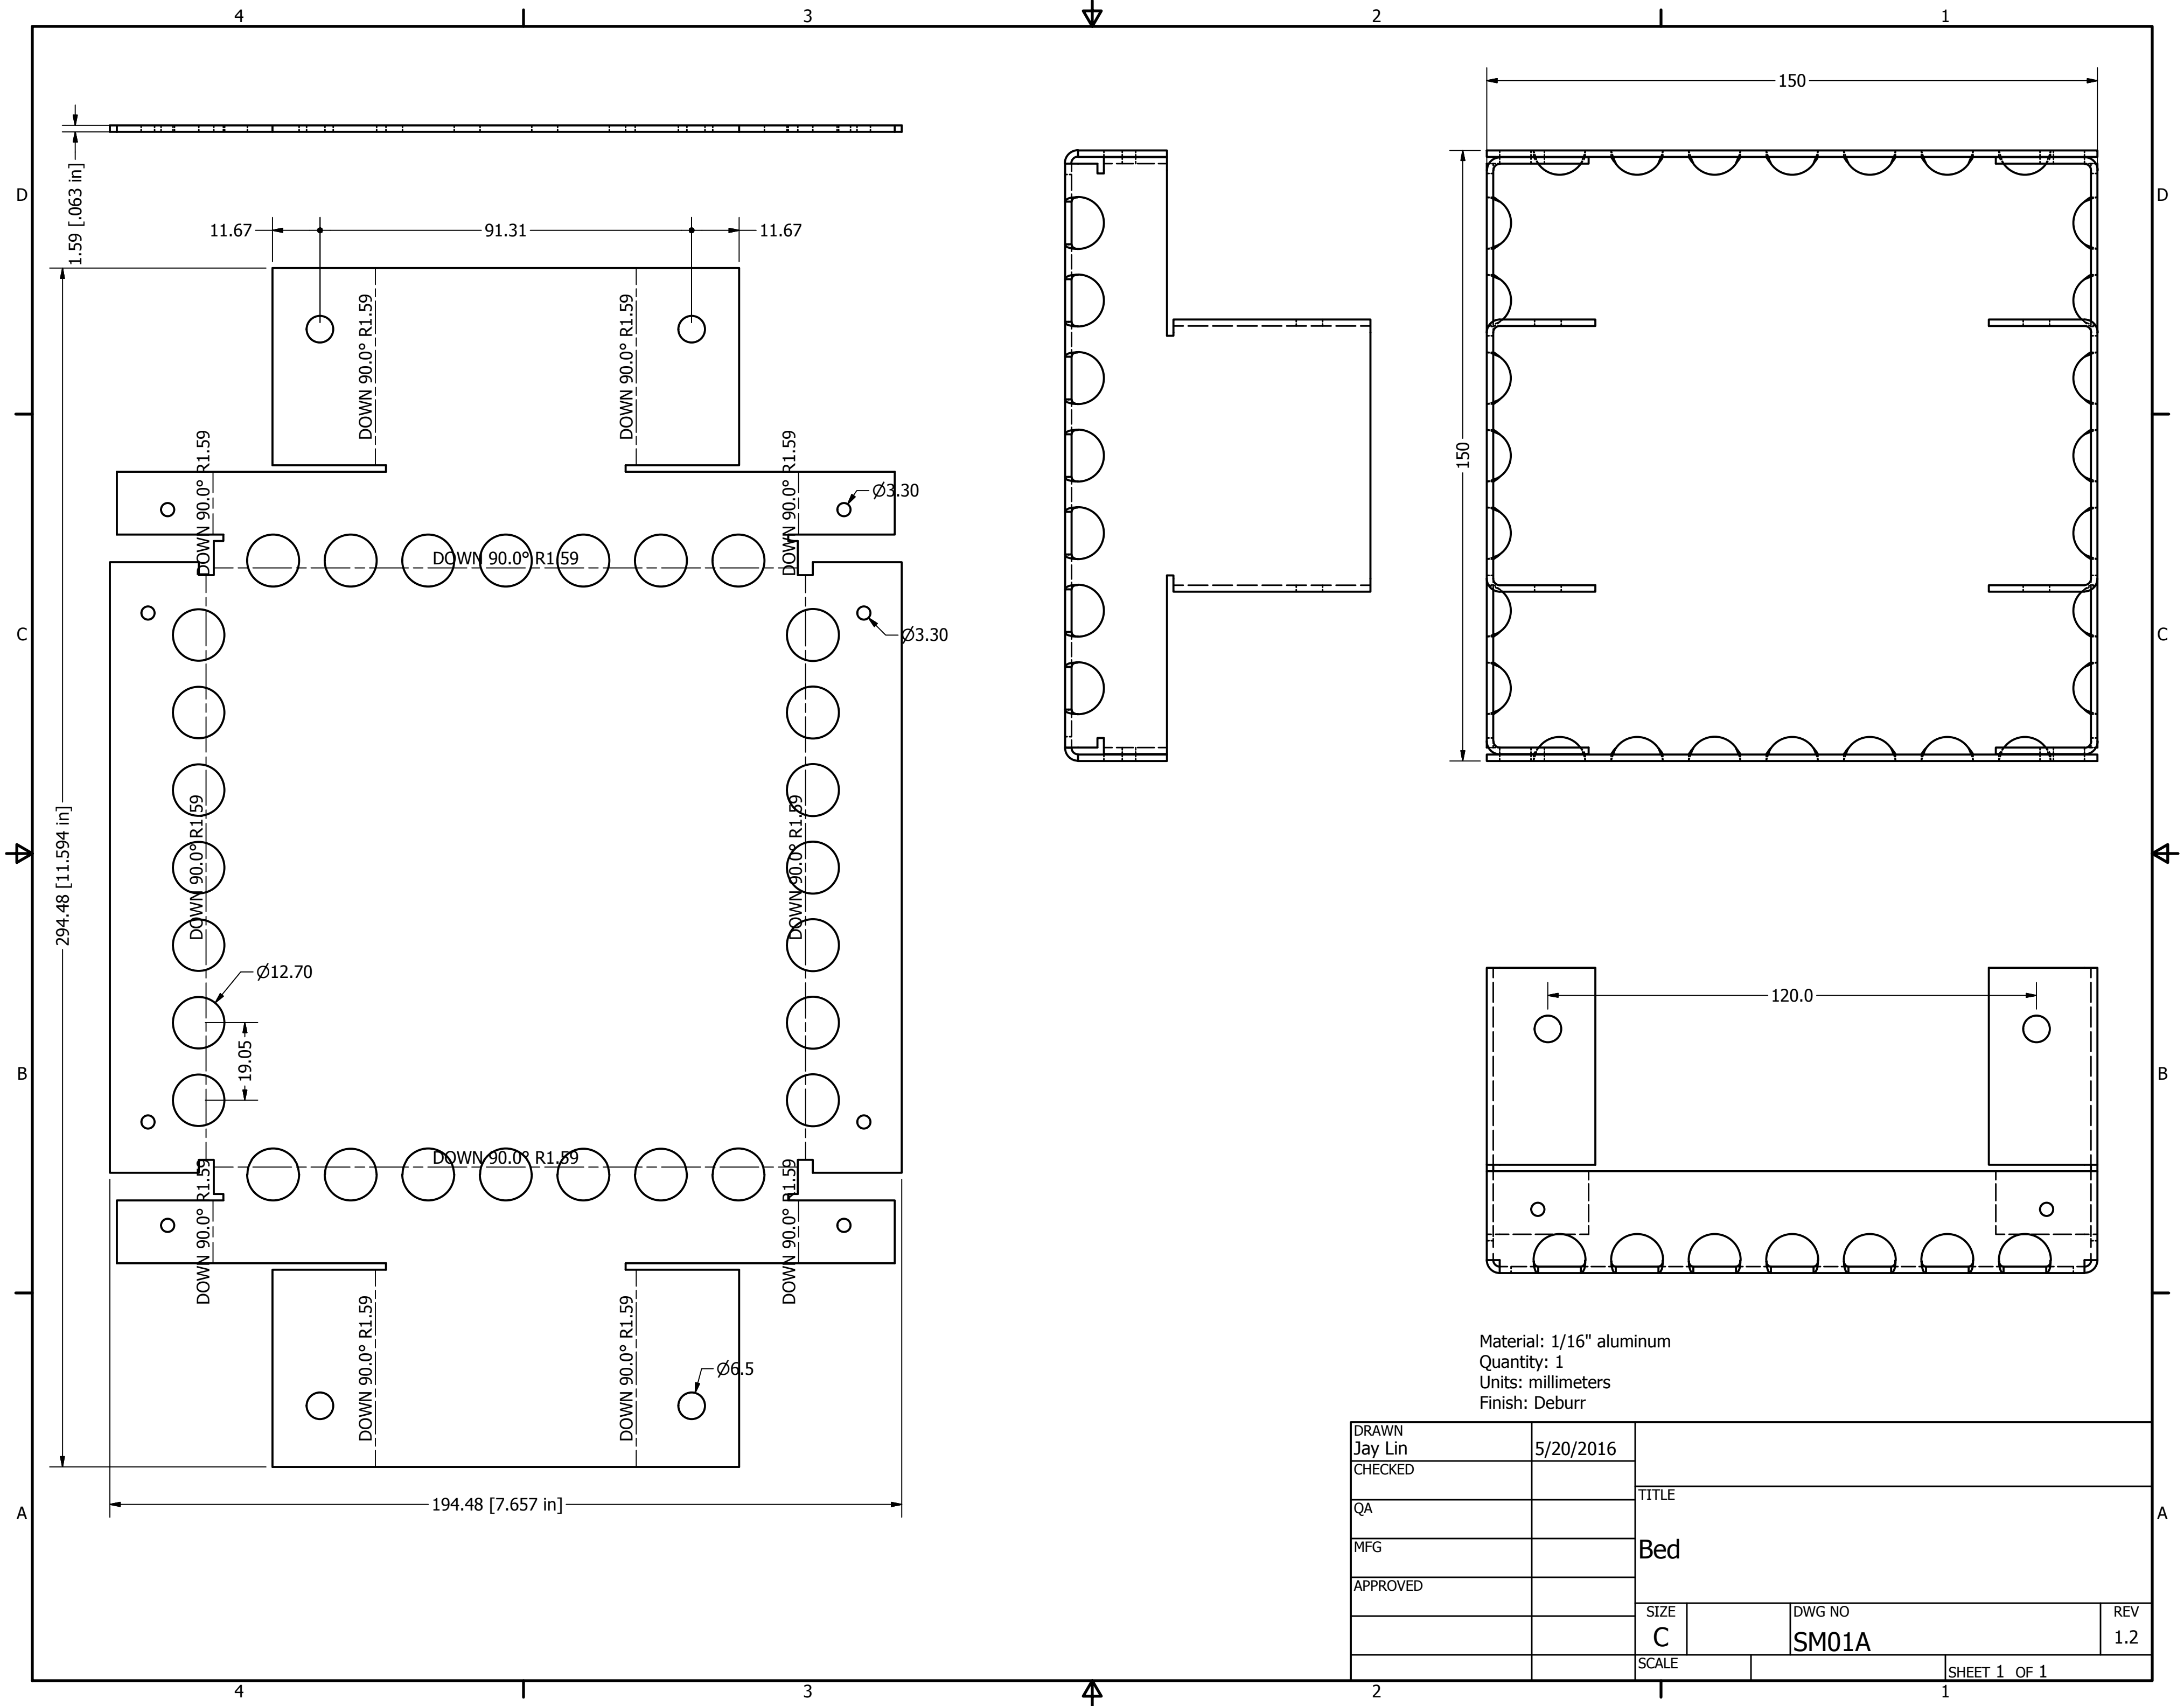 4
3
2
1
D
D
C
C
B
B
A
A
1.59 [.063 in]
11.67
91.31
11.67
294.48 [11.594 in]
DOWN 90.0° R1.59
DOWN 90.0° R1.59
DOWN 90.0° R1.59
DOWN 90.0° R1.59
Ø3.30
DOWN 90.0° R1.59
Ø3.30
DOWN 90.0° R1.59
DOWN 90.0° R1.59
Ø12.70
19.05
DOWN 90.0° R1.59
DOWN 90.0° R1.59
DOWN 90.0° R1.59
DOWN 90.0° R1.59
DOWN 90.0° R1.59
Ø6.5
194.48 [7.657 in]
150
150
120.0
Material: 1/16" aluminum
Quantity: 1
Units: millimeters
Finish: Deburr
DRAWN
Jay Lin
5/20/2016
CHECKED
QA
MFG
APPROVED
TITLE
Bed
SIZE
C
DWG NO
SM01A
REV
1.2
SCALE
SHEET 1 OF 1
4
3
2
1